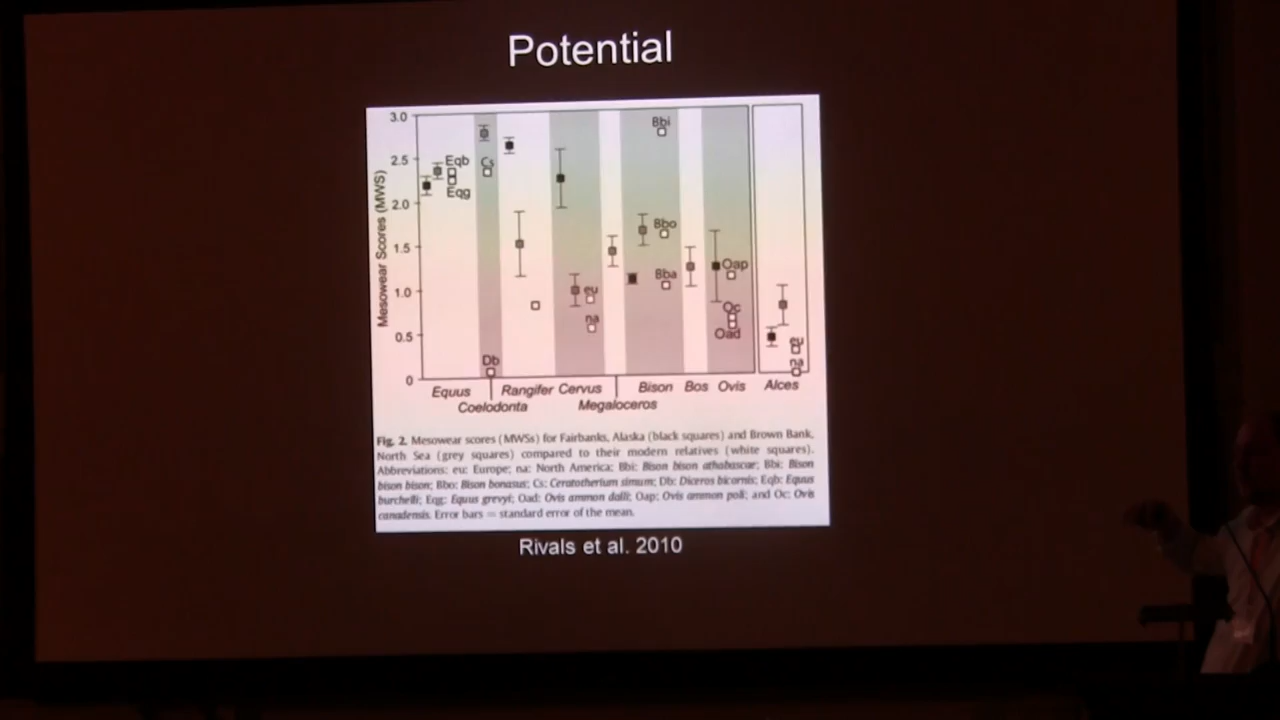 Potential
3.0
2.5
2.0
1.5
1.0
0.5
0
Mesowear Scores (MWS)
Eqb
Eqg
Cs
Db
eu
na
Bbi
Bbo
Bba
Oap
Oc
Oad
eu
na
Equus
Rangifer Cervus
Bison Bos Ovis Alces
Coelodonta
Megaloceros
Fig. 2. Mesowear scores (MWSs) for Fairbanks, Alaska (black squares) and Brown Bank,
North Sea (grey squares) compared to their modern relatives (white squares).
Abbreviations: eu: Europe; na: North America; Bbi: Bison bison athabascae; Bbi: Bison
bison bison; Bbo: Bison bonasus; Cs: Ceratotherium simum; Db: Diceros bicornis; Eqb: Equus
burchelli; Eqg: Equus grevyi; Oad: Ovis ammon dalli; Oap: Ovis ammon poli; and Oc: Ovis
canadensis. Error bars = standard error of the mean.
Rivals et al. 2010